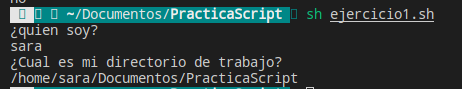 ~/Documentos/PracticaScript sh ejercicio1.sh
¿quien soy?
sara
¿Cual es mi directorio de trabajo?
/home/sara/Documentos/PracticaScript